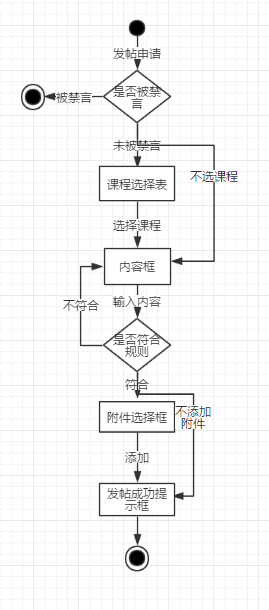 发帖申请
是否被禁
言
被禁言
未被禁言
不选课程
课程选择表
选择课程
内容框
输入内容
不符合
是否符合
规则
符合
不添加
附件
附件选择框
添加
发帖成功提
示框